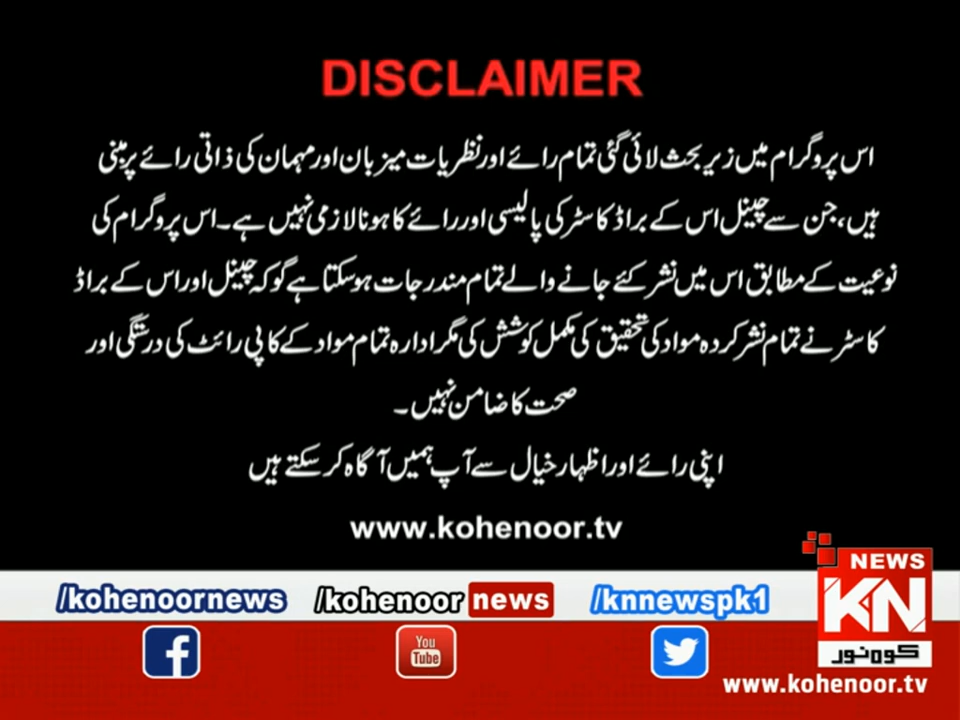 DISCLAIMER
اس پروگرام میں زیر بحث لائی گئی تمام رائے اور نظریات میزبان اور مہمان کی ذاتی رائے پر مبنی
ہیں، جن سے چینل اس کے براڈ کاسٹر کی پالیسی اور رائے کا ہونا لازمی نہیں ہے۔ اس پروگرام کی
نوعیت کے مطابق اس میں نشر کئے جانے والے تمام مندرجات ہو سکتا ہے گو کہ چینل اور اس کے براڈ
کاسٹر نے تمام نشر کردہ مواد کی تحقیق کی مکمل کوشش کی مگر ادارہ تمام مواد کے کاپی رائٹ کی درستگی اور
صحت کا ضامن نہیں۔
اپنی رائے اور اظہار خیال سے آپ ہمیں آگاہ کر سکتے ہیں
www.kohenoor.tv
/kohenoornews /kohenoor news /knnewspk1
You
Tube
NEWS
KN
کوہ نور
www.kohenoor.tv